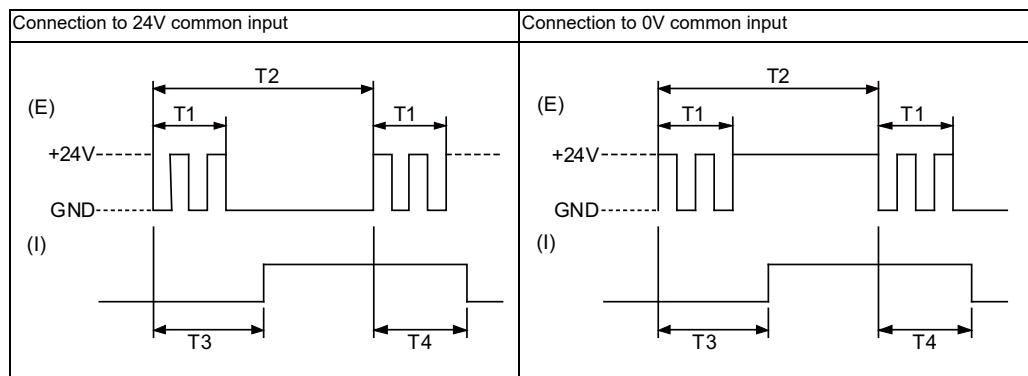 Connection to 24V common input
Connection to 0V common input
T2
(E)
T1
T1
+24V
GND
(I)
T3
T4
T2
(E)
T1
T1
+24V
GND
(I)
T3
T4